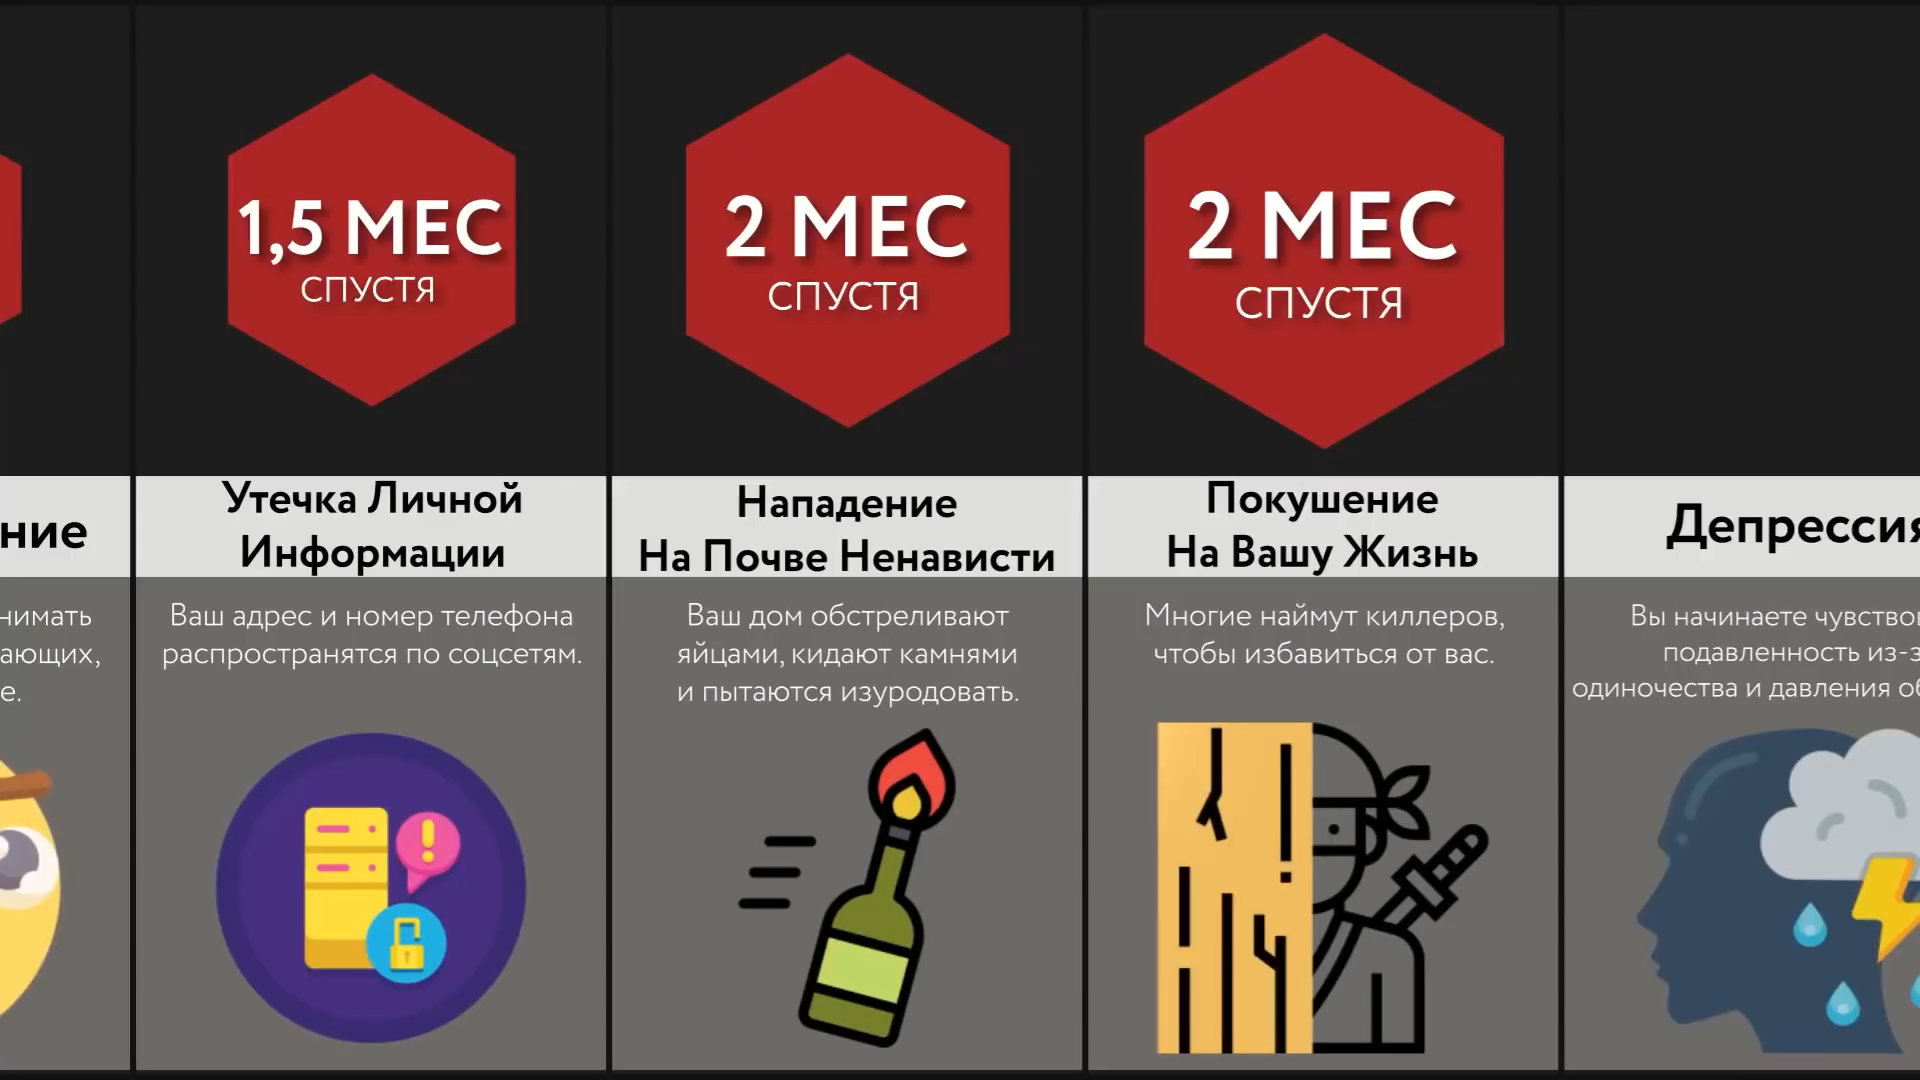 ние
нимать
ающих,
е.
1,5 МЕС
СПУСТЯ
Утечка Личной
Информации
Ваш адрес и номер телефона
распространятся по соцсетям.
2 МЕС
СПУСТЯ
Нападение
На Почве Ненависти
Ваш дом обстреливают
яйцами, кидают камнями
и пытаются изуродовать.
2 МЕС
СПУСТЯ
Покушение
На Вашу Жизнь
Многие наймут киллеров,
чтобы избавиться от вас.
Депрессия
Вы начинаете чувствов
подавленность из-з
одиночества и давления об